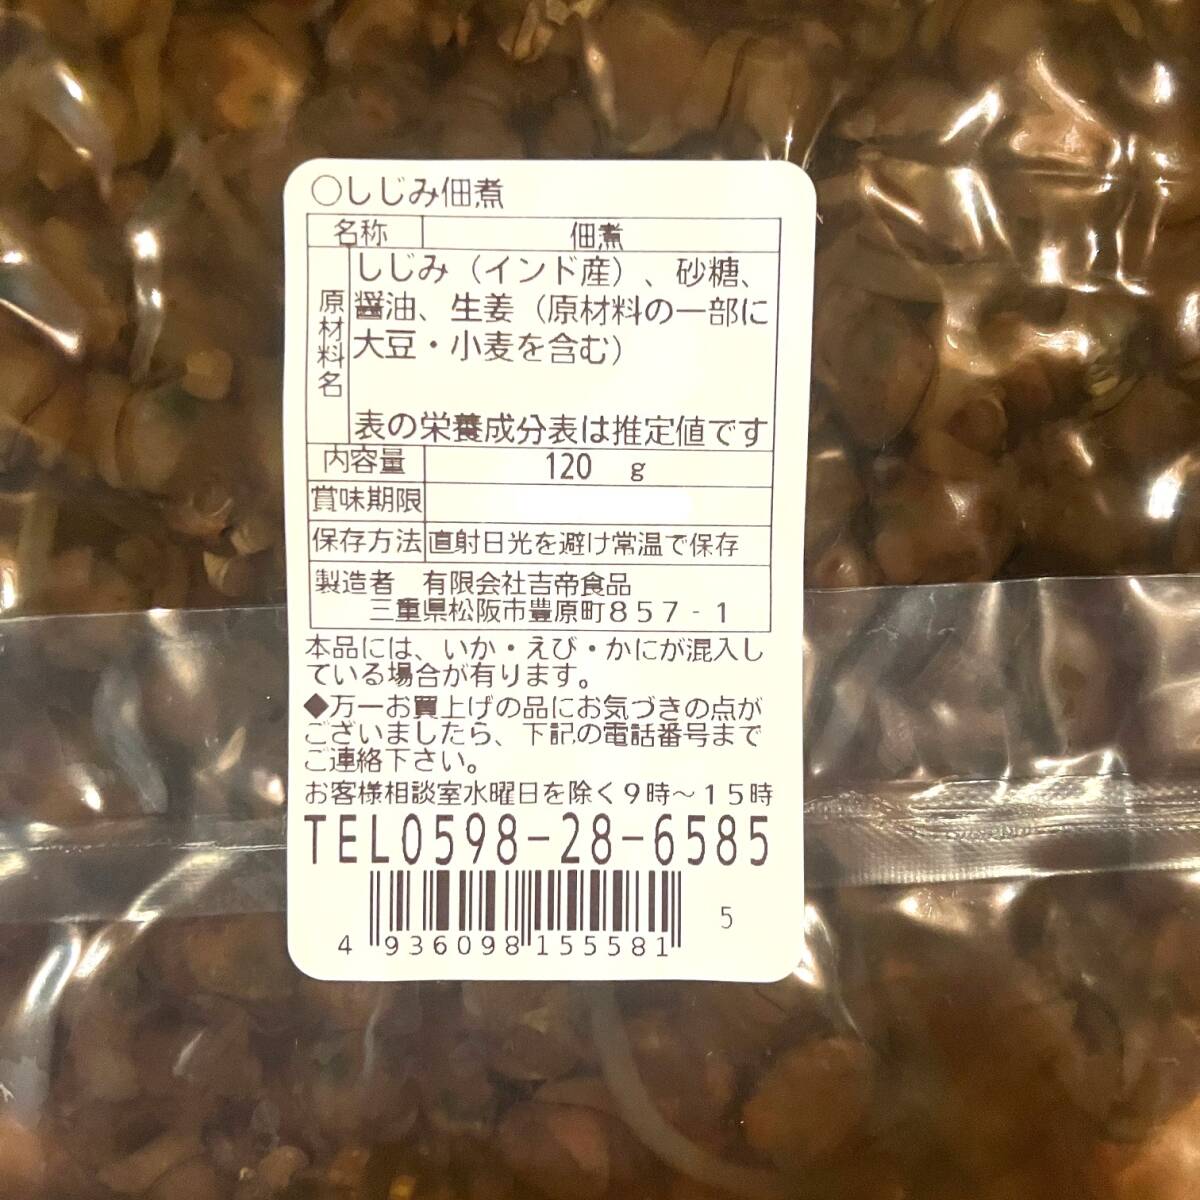 ○しじみ佃煮
名称 佃煮
原材料名 しじみ（インド産）、砂糖、
醤油、生姜（原材料の一部に
大豆・小麦を含む）
表の栄養成分表は推定値です
内容量 120 g
賞味期限
保存方法 直射日光を避け常温で保存
製造者 有限会社吉帝食品
三重県松阪市豊原町857-1
本品には、いか・えび・かにが混入し
ている場合が有ります。
◆万一お買上げの品にお気づきの点が
ございましたら、下記の電話番号まで
ご連絡下さい。
お客様相談室水曜日を除く9時～15時
TEL0598-28-6585
5
4 936098 155581